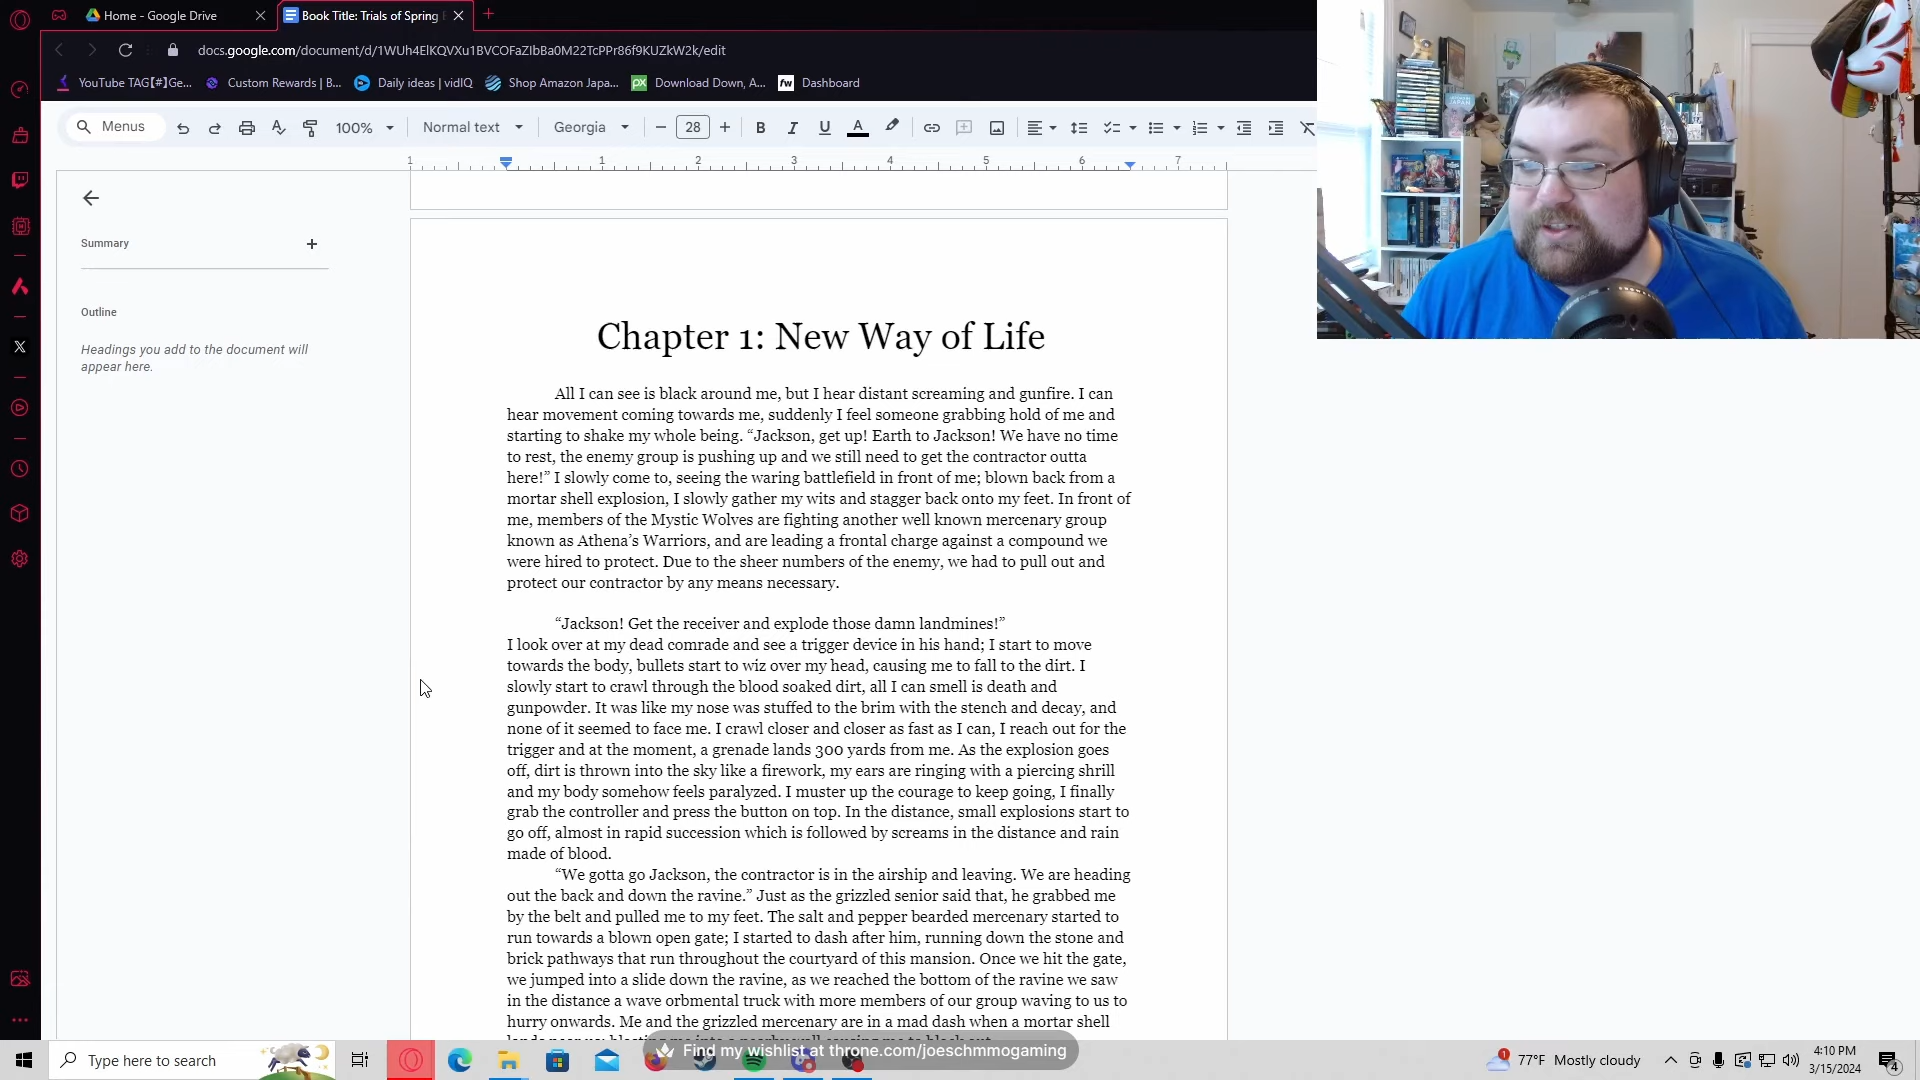 Home - Google Drive
Book Title: Trials of Spring
docs.google.com/document/d/1WUh4ElKQVXu1BVCOFaZIbBa0M22TcPPr86f9KUZkW2k/edit
YouTube TAG【#】Ge...
Custom Rewards | B...
Daily ideas | vidIQ
Shop Amazon Japa...
Download Down, A...
Dashboard
Menus
100%
Normal text
Georgia
28
1 1 2 3 4 5 6 7
Summary
Outline
Headings you add to the document will
appear here.
Chapter 1: New Way of Life
All I can see is black around me, but I hear distant screaming and gunfire. I can
hear movement coming towards me, suddenly I feel someone grabbing hold of me and
starting to shake my whole being. “Jackson, get up! Earth to Jackson! We have no time
to rest, the enemy group is pushing up and we still need to get the contractor outta
here!” I slowly come to, seeing the waring battlefield in front of me; blown back from a
mortar shell explosion, I slowly gather my wits and stagger back onto my feet. In front of
me, members of the Mystic Wolves are fighting another well known mercenary group
known as Athena’s Warriors, and are leading a frontal charge against a compound we
were hired to protect. Due to the sheer numbers of the enemy, we had to pull out and
protect our contractor by any means necessary.
“Jackson! Get the receiver and explode those damn landmines!”
I look over at my dead comrade and see a trigger device in his hand; I start to move
towards the body, bullets start to wiz over my head, causing me to fall to the dirt. I
slowly start to crawl through the blood soaked dirt, all I can smell is death and
gunpowder. It was like my nose was stuffed to the brim with the stench and decay, and
none of it seemed to face me. I crawl closer and closer as fast as I can, I reach out for the
trigger and at the moment, a grenade lands 300 yards from me. As the explosion goes
off, dirt is thrown into the sky like a firework, my ears are ringing with a piercing shrill
and my body somehow feels paralyzed. I muster up the courage to keep going, I finally
grab the controller and press the button on top. In the distance, small explosions start to
go off, almost in rapid succession which is followed by screams in the distance and rain
made of blood.
“We gotta go Jackson, the contractor is in the airship and leaving. We are heading
out the back and down the ravine.” Just as the grizzled senior said that, he grabbed me
by the belt and pulled me to my feet. The salt and pepper bearded mercenary started to
run towards a blown open gate; I started to dash after him, running down the stone and
brick pathways that run throughout the courtyard of this mansion. Once we hit the gate,
we jumped into a slide down the ravine, as we reached the bottom of the ravine we saw
in the distance a wave orbmental truck with more members of our group waving to us to
hurry onwards. Me and the grizzled mercenary are in a mad dash when a mortar shell
Find my wishlist at throne.com/joeschmmogaming
Type here to search
1
77°F Mostly cloudy
4:10 PM
3/15/2024
4